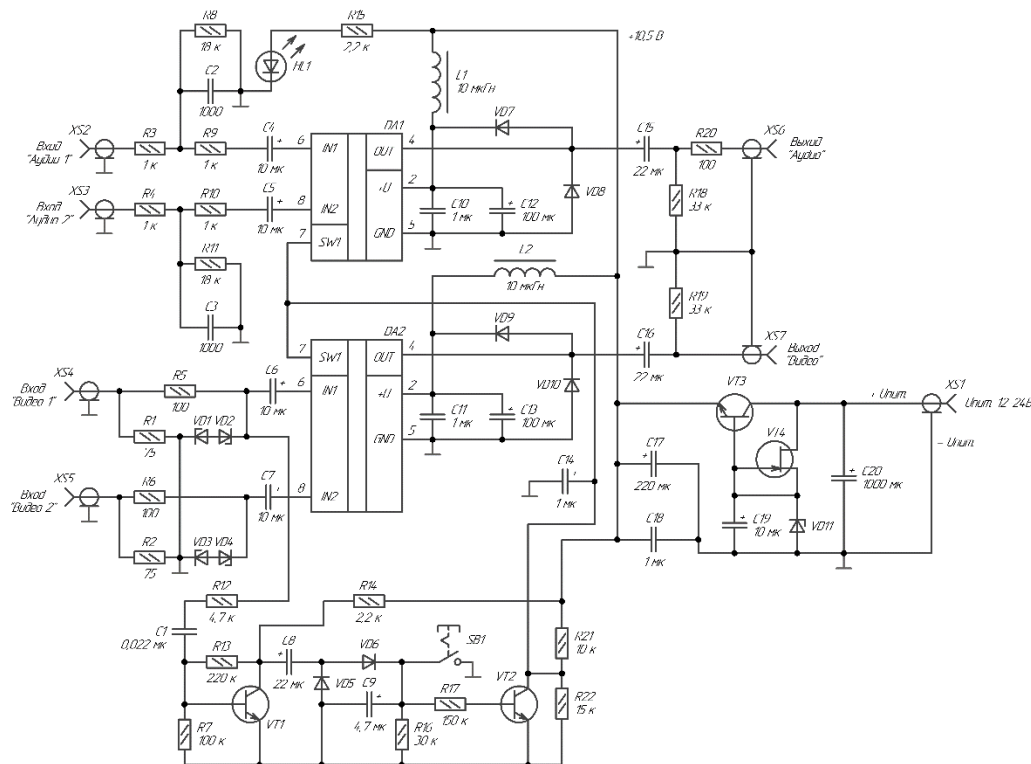 R8
18 к
C2
1000
HL1
R15
2,2 к
+10,5 В
L1
10 мкГн
XS2
Вход
"Аудио 1"
R3
1 к
R9
1 к
C4
+
10 мк
6
IN1
DA1
OUT
4
VD7
VD8
C15
+
22 мк
R20
100
XS6
Выход
"Аудио"
XS3
Вход
"Аудио 2"
R4
1 к
R10
1 к
C5
+
10 мк
8
IN2
7
SW1
+U
2
GND
5
C10
1 мк
C12
+
100 мк
R18
33 к
R11
18 к
C3
1000
L2
10 мкГн
R19
33 к
DA2
7
SW1
OUT
4
VD9
VD10
C16
+
22 мк
XS7
Выход
"Видео"
XS4
Вход
"Видео 1"
R5
100
R1
75
VD1
VD2
C6
+
10 мк
6
IN1
+U
2
GND
5
C11
1 мк
C13
+
100 мк
VT3
+ Uпит.
XS1
Uпит. 12...24В
- Uпит.
VT4
XS5
Вход
"Видео 2"
R6
100
R2
75
VD3
VD4
C7
+
10 мк
8
IN2
C14
1 мк
C17
+
220 мк
C18
1 мк
C19
+
10 мк
VD11
C20
+
1000 мк
R12
4,7 к
C1
0,022 мк
R13
220 к
R7
100 к
VT1
C8
+
22 мк
R14
2,2 к
VD6
VD5
C9
+
4,7 мк
SB1
R16
30 к
R17
150 к
VT2
R21
10 к
R22
15 к